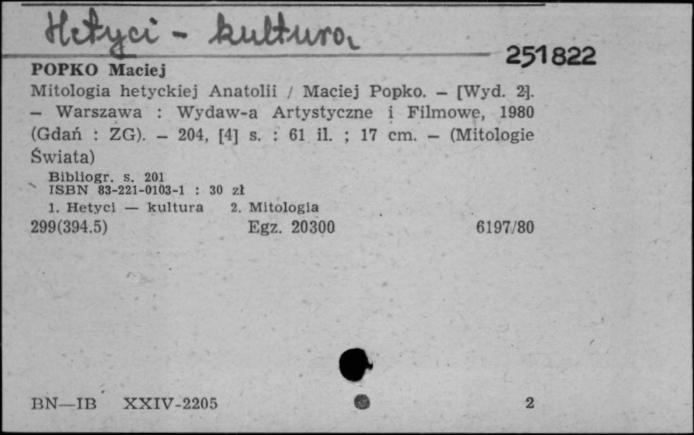 Hetyci - kultura
251822
POPKO Maciej
Mitologia hetyckiej Anatolii / Maciej Popko. — [Wyd. 2].
— Warszawa : Wydaw-a Artystyczne i Filmowe, 1980
(Gdań : ZG). — 204, [4] s. : 61 il. ; 17 cm. — (Mitologie
Świata)
Bibliogr. s. 201
ISBN 83-221-0103-1 : 30 zł
1. Hetyci — kultura 2. Mitologia
299(394.5) Egz. 20300 6197/80
BN—IB XXIV-2205 2